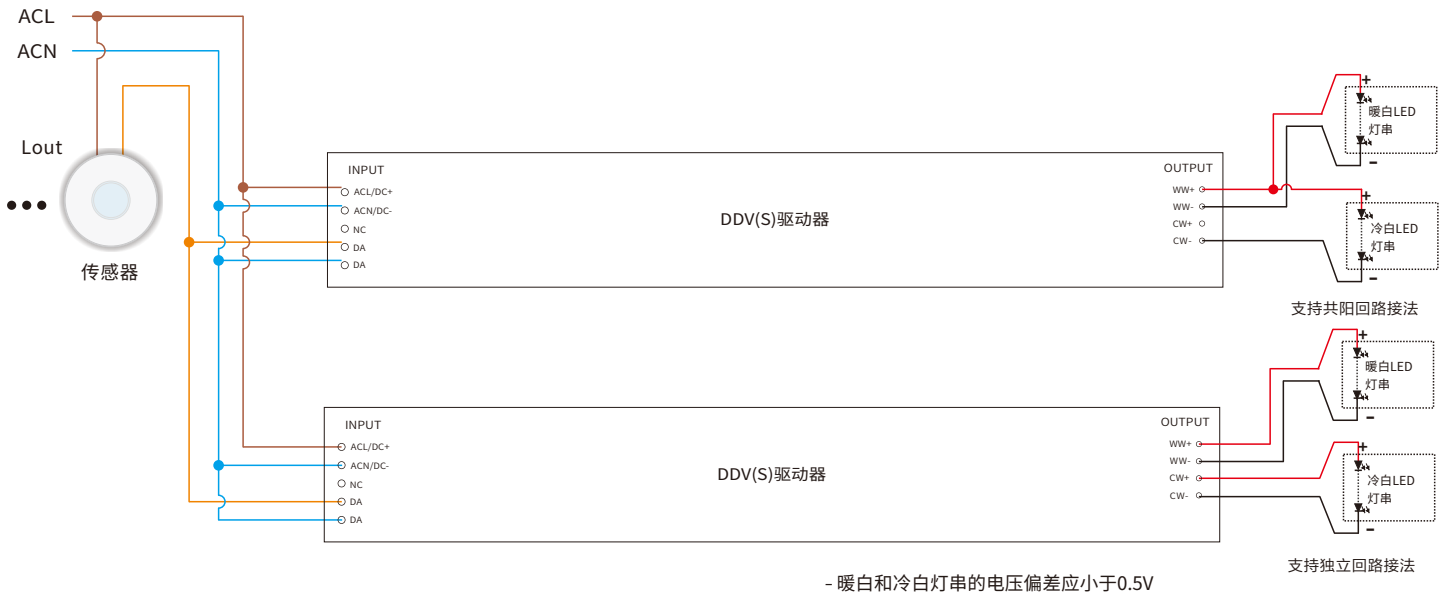 ACL
ACN
Lout
传感器
INPUT
ACL/DC+
ACN/DC-
NC
DA
DA
DDV(S)驱动器
OUTPUT
WW+
WW-
CW+
CW-
+
暖白LED
灯串
-
+
冷白LED
灯串
-
支持共阳回路接法
INPUT
ACL/DC+
ACN/DC-
NC
DA
DA
DDV(S)驱动器
OUTPUT
WW+
WW-
CW+
CW-
+
暖白LED
灯串
-
+
冷白LED
灯串
-
支持独立回路接法
- 暖白和冷白灯串的电压偏差应小于0.5V